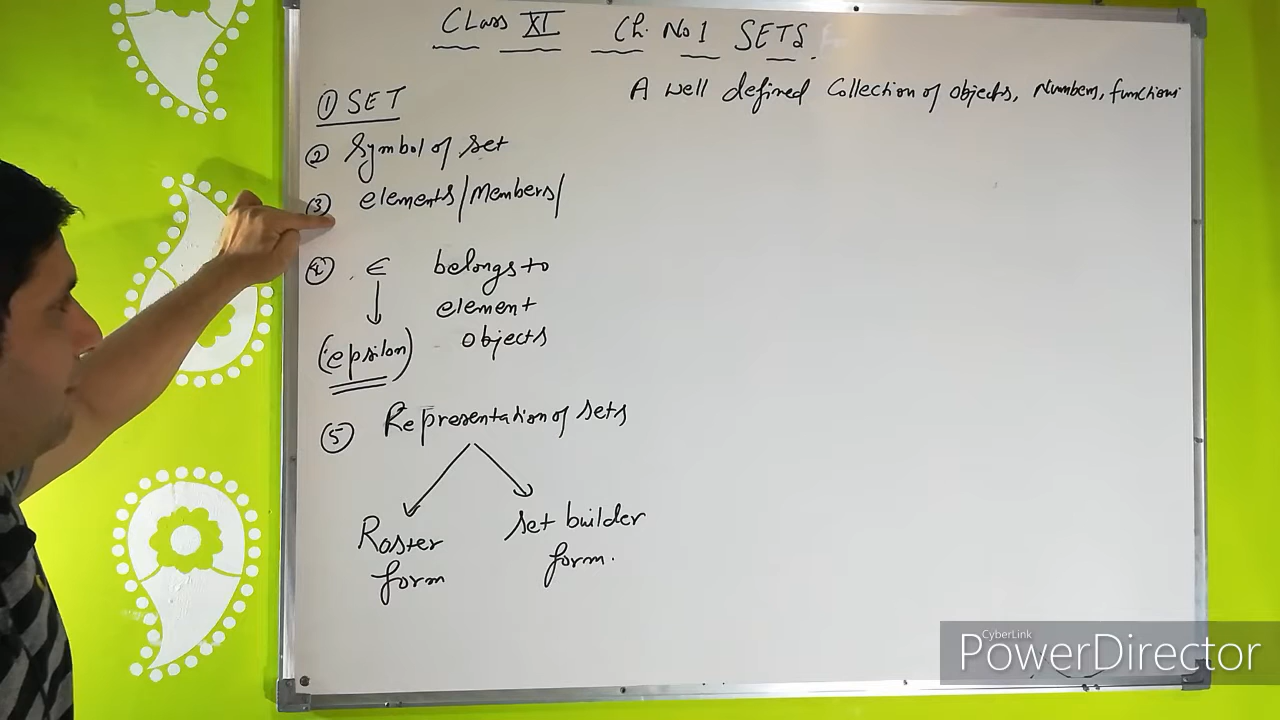 Class XI Ch. No 1 SETS.
① SET
A well defined Collection of objects, Numbers, functions
② Symbol of set
③ elements/Members/
④ ∈ belongs to
element
objects
(epsilon)
⑤ Representation of sets
Roster form
set builder form.
CyberLink
PowerDirector